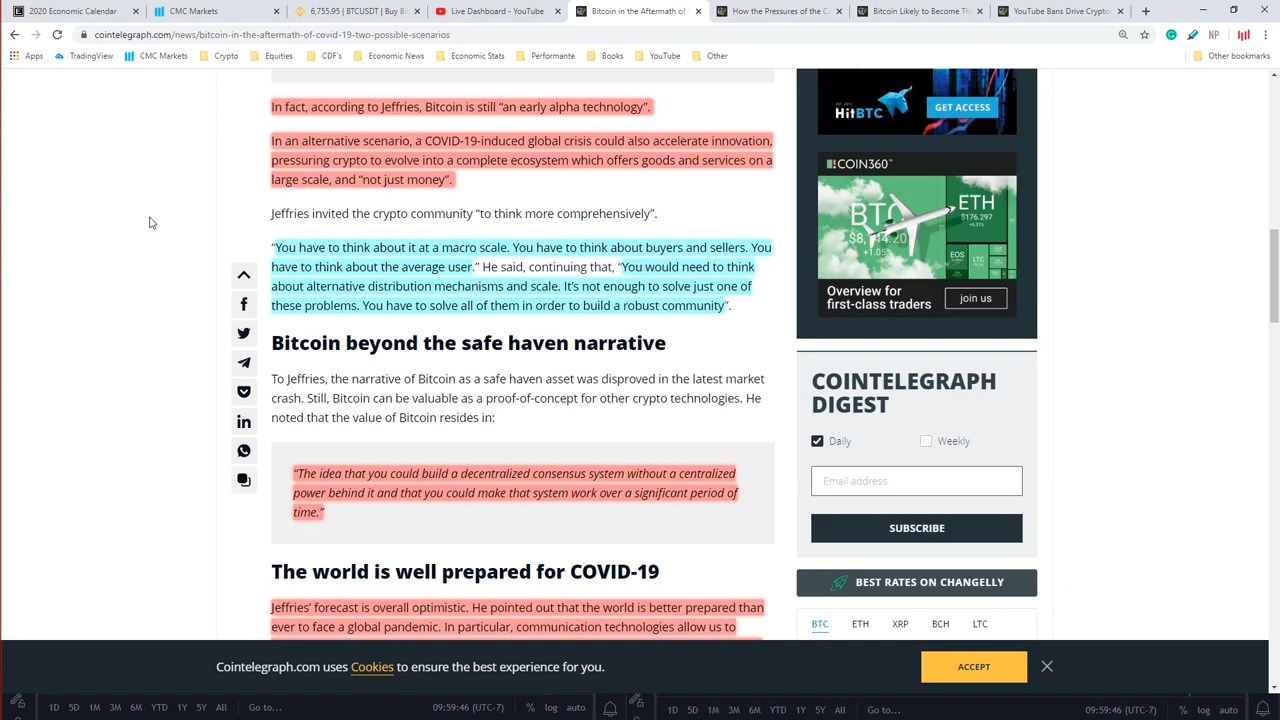 2020 Economic Calendar
CMC Markets
6,755.95 | BTCUSDT | Buy Bi
Live Dashboard - YouTube
Bitcoin in the Aftermath of
How the Pressures of the C
Bitcoin Likely to Become Th
YouTube Bans Drive Crypto
cointelegraph.com/news/bitcoin-in-the-aftermath-of-covid-19-two-possible-scenarios
NP
Apps TradingView CMC Markets Crypto Equities CDF's Economic News Economic Stats Performante Books YouTube Other Other bookmarks
In fact, according to Jeffries, Bitcoin is still “an early alpha technology”.
In an alternative scenario, a COVID-19-induced global crisis could also accelerate innovation,
pressuring crypto to evolve into a complete ecosystem which offers goods and services on a
large scale, and “not just money”.
Jeffries invited the crypto community “to think more comprehensively”.
“You have to think about it at a macro scale. You have to think about buyers and sellers. You
have to think about the average user.” He said, continuing that, “You would need to think
about alternative distribution mechanisms and scale. It’s not enough to solve just one of
these problems. You have to solve all of them in order to build a robust community”.
Bitcoin beyond the safe haven narrative
To Jeffries, the narrative of Bitcoin as a safe haven asset was disproved in the latest market
crash. Still, Bitcoin can be valuable as a proof-of-concept for other crypto technologies. He
noted that the value of Bitcoin resides in:
“The idea that you could build a decentralized consensus system without a centralized
power behind it and that you could make that system work over a significant period of
time.”
The world is well prepared for COVID-19
Jeffries’ forecast is overall optimistic. He pointed out that the world is better prepared than
ever to face a global pandemic. In particular, communication technologies allow us to
HitBTC
GET ACCESS
COIN360™
BTC
ETH
$176.297
+6.31%
EOS
LTC
Overview for
first-class traders
join us
COINTELEGRAPH
DIGEST
Daily
Weekly
Email address
SUBSCRIBE
BEST RATES ON CHANGELLY
BTC ETH XRP BCH LTC
Cointelegraph.com uses Cookies to ensure the best experience for you.
ACCEPT
1D 5D 1M 3M 6M YTD 1Y 5Y All Go to... 09:59:46 (UTC-7) % log auto
1D 5D 1M 3M 6M YTD 1Y 5Y All Go to... 09:59:46 (UTC-7) % log auto